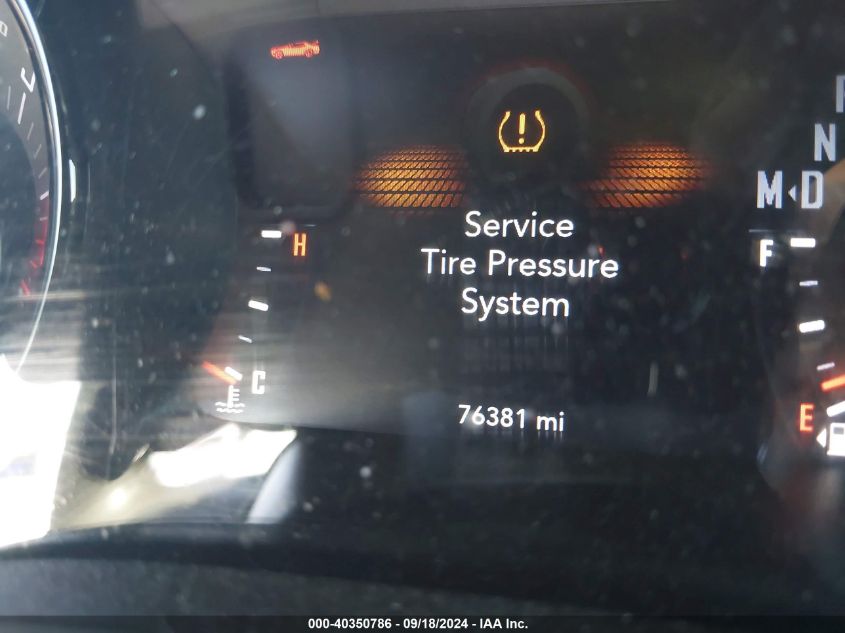 H
Service
Tire Pressure
System
C
76381 mi
N
M D
F
E
000-40350786 - 09/18/2024 - IAA Inc.